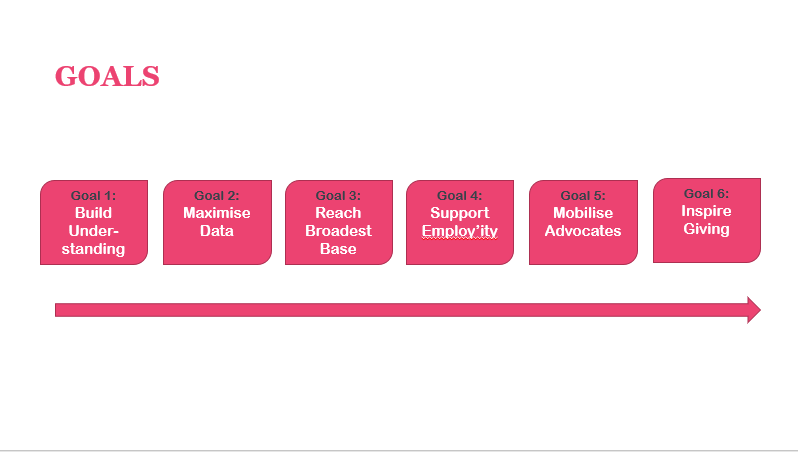 GOALS
Goal 1:
Build
Under-
standing
Goal 2:
Maximise
Data
Goal 3:
Reach
Broadest
Base
Goal 4:
Support
Employ’ity
Goal 5:
Mobilise
Advocates
Goal 6:
Inspire
Giving